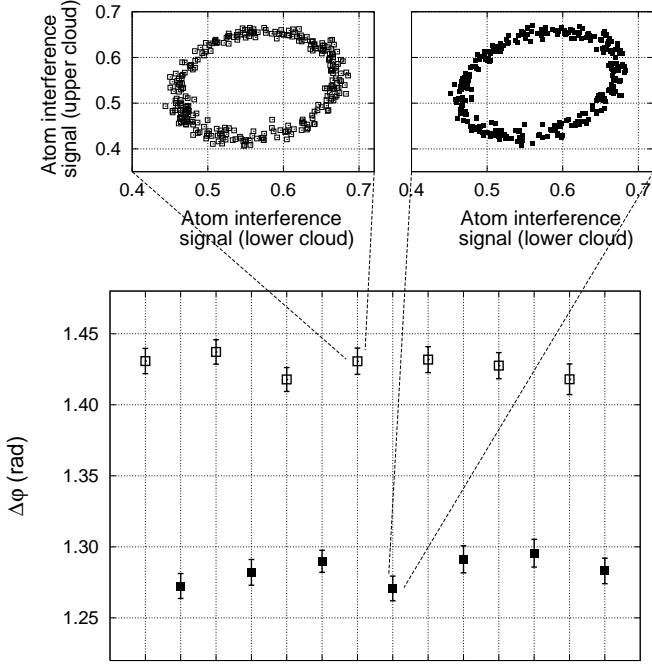 0.7
0.6
0.5
0.4
Atom interference
signal (upper cloud)
0.4 0.5 0.6 0.7
0.4 0.5 0.6 0.7
Atom interference
signal (lower cloud)
Atom interference
signal (lower cloud)
1.45
1.40
1.35
1.30
1.25
Δφ (rad)